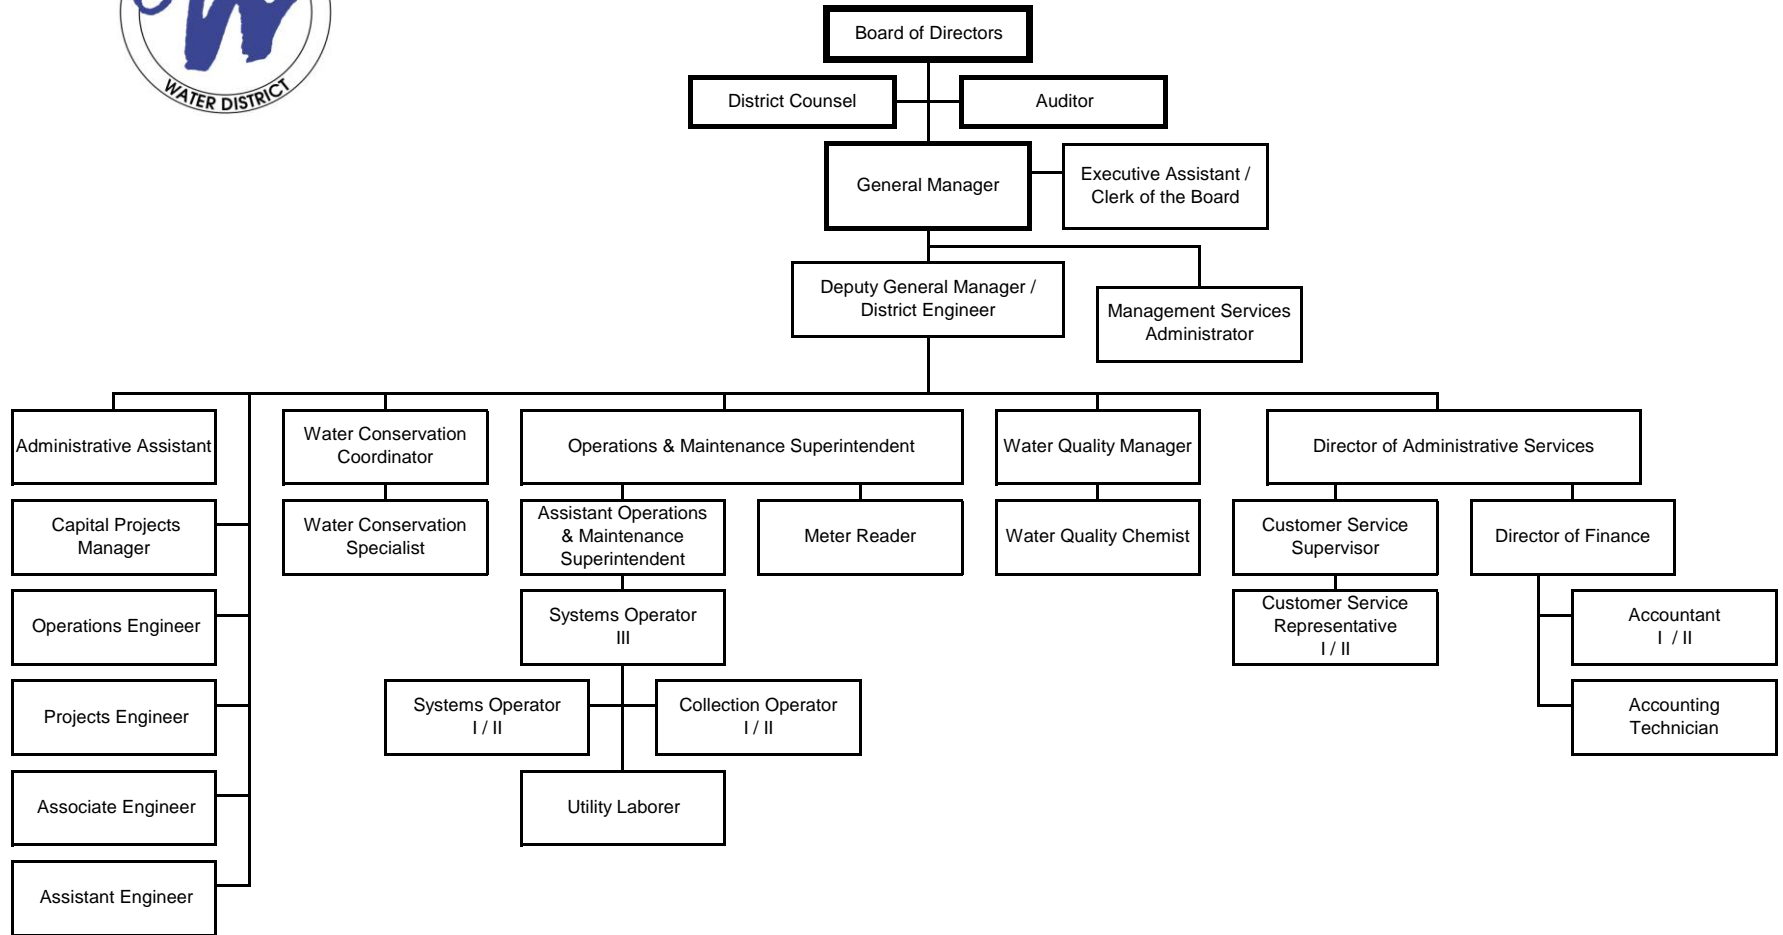 WATER DISTRICT
Board of Directors
District Counsel
Auditor
General Manager
Executive Assistant /
Clerk of the Board
Deputy General Manager /
District Engineer
Management Services
Administrator
Administrative Assistant
Water Conservation
Coordinator
Operations & Maintenance Superintendent
Water Quality Manager
Director of Administrative Services
Capital Projects
Manager
Water Conservation
Specialist
Assistant Operations
& Maintenance
Superintendent
Meter Reader
Water Quality Chemist
Customer Service
Supervisor
Director of Finance
Operations Engineer
Systems Operator
III
Customer Service
Representative
I / II
Accountant
I / II
Projects Engineer
Systems Operator
I / II
Collection Operator
I / II
Accounting
Technician
Associate Engineer
Utility Laborer
Assistant Engineer